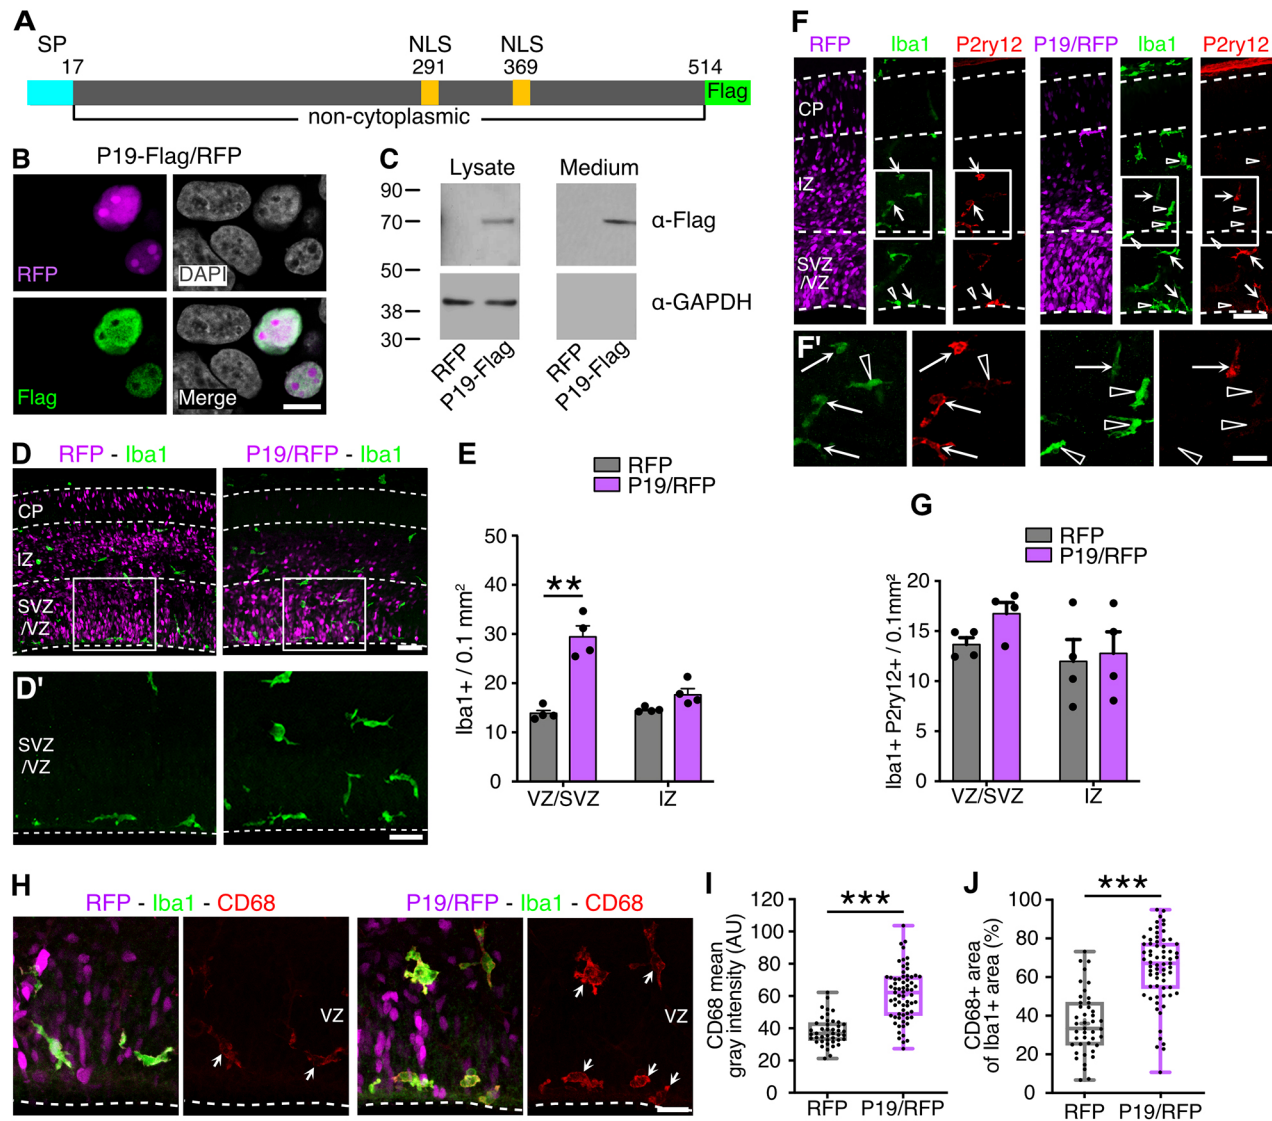 A
SP
NLS
NLS
17
291
369
514
Flag
non-cytoplasmic
B
P19-Flag/RFP
RFP
DAPI
Flag
Merge
C
Lysate
Medium
90
70
50
38
30
α-Flag
α-GAPDH
RFP
P19-Flag
RFP
P19-Flag
D
RFP - Iba1
P19/RFP - Iba1
CP
IZ
SVZ
/VZ
D'
SVZ
/VZ
E
RFP
P19/RFP
Iba1+ / 0.1 mm²
50
40
30
20
10
0
**
VZ/SVZ
IZ
F
RFP
Iba1
P2ry12
P19/RFP
Iba1
P2ry12
CP
IZ
SVZ
/VZ
F'
G
RFP
P19/RFP
Iba1+ P2ry12+ / 0.1mm²
20
15
10
5
0
VZ/SVZ
IZ
H
RFP - Iba1 - CD68
P19/RFP - Iba1 - CD68
VZ
VZ
I
CD68 mean
gray intensity (AU)
120
100
80
60
40
20
0
***
RFP
P19/RFP
J
CD68+ area
of Iba1+ area (%)
100
80
60
40
20
0
***
RFP
P19/RFP